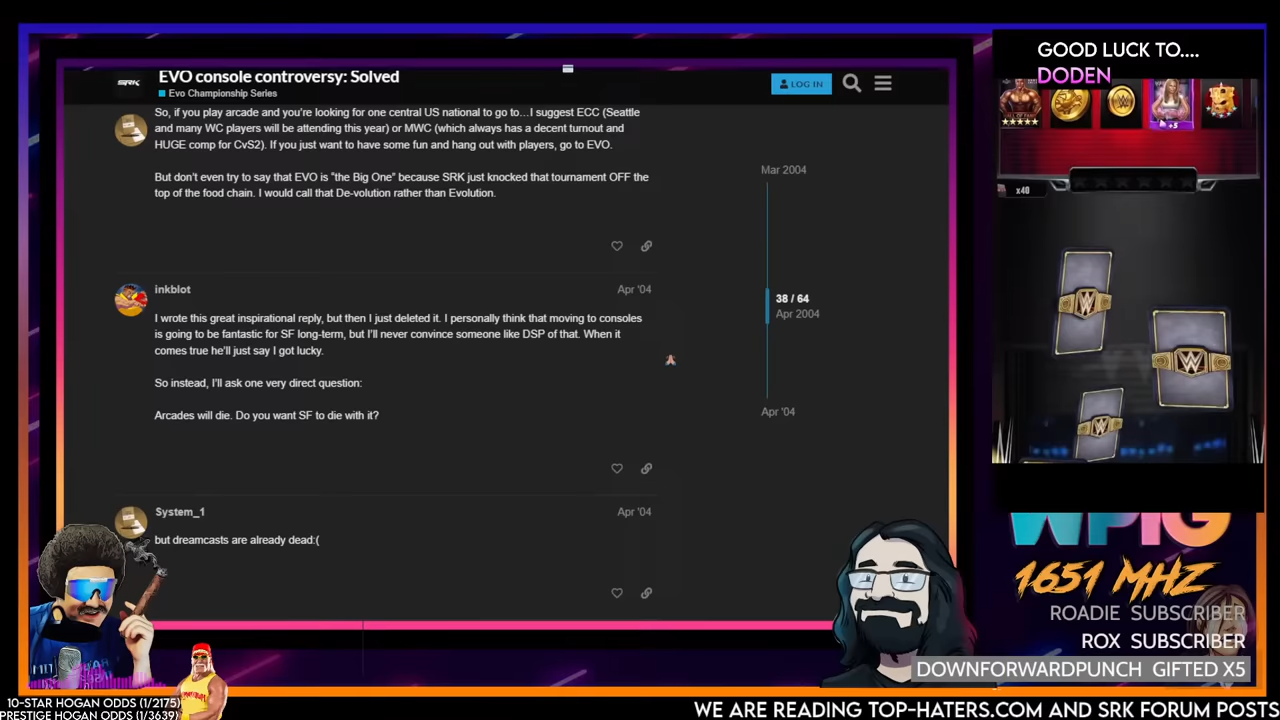 SRK
EVO console controversy: Solved
Evo Championship Series
LOG IN
So, if you play arcade and you're looking for one central US national to go to…I suggest ECC (Seattle
and many WC players will be attending this year) or MWC (which always has a decent turnout and
HUGE comp for CvS2). If you just want to have some fun and hang out with players, go to EVO.
But don't even try to say that EVO is "the Big One" because SRK just knocked that tournament OFF the
top of the food chain. I would call that De-volution rather than Evolution.
inkblot
Apr '04
I wrote this great inspirational reply, but then I just deleted it. I personally think that moving to consoles
is going to be fantastic for SF long-term, but I'll never convince someone like DSP of that. When it
comes true he'll just say I got lucky.
So instead, I'll ask one very direct question:
Arcades will die. Do you want SF to die with it?
System_1
Apr '04
but dreamcasts are already dead:(
Mar 2004
38 / 64
Apr 2004
Apr '04
GOOD LUCK TO....
DODEN
+5
x40
WPIG
1651 MHZ
ROADIE SUBSCRIBER
ROX SUBSCRIBER
DOWNFORWARDPUNCH GIFTED X5
10-STAR HOGAN ODDS (1/2175)
PRESTIGE HOGAN ODDS (1/3639)
WE ARE READING TOP-HATERS.COM AND SRK FORUM POSTS